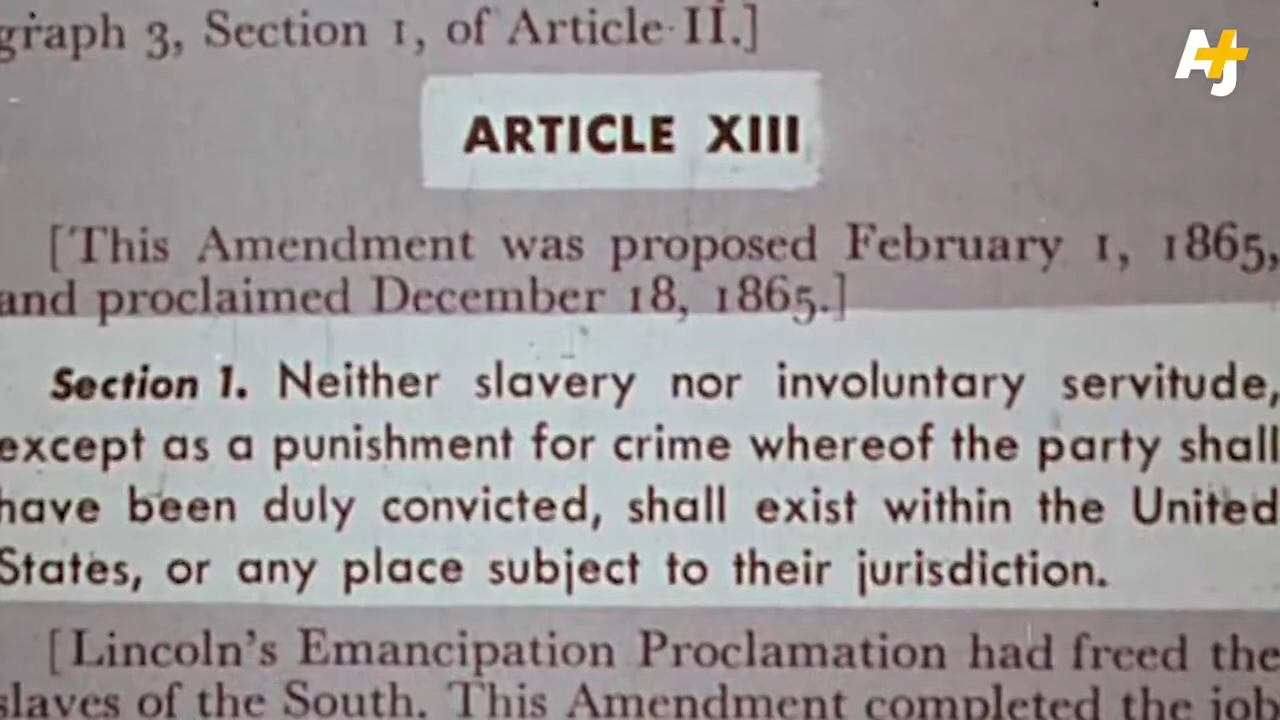 graph 3, Section 1, of Article II.]
AJ+
ARTICLE XIII
[This Amendment was proposed February 1, 1865,
and proclaimed December 18, 1865.]
Section 1. Neither slavery nor involuntary servitude,
except as a punishment for crime whereof the party shall
have been duly convicted, shall exist within the United
States, or any place subject to their jurisdiction.
[Lincoln's Emancipation Proclamation had freed the
slaves of the South. This Amendment completed the job